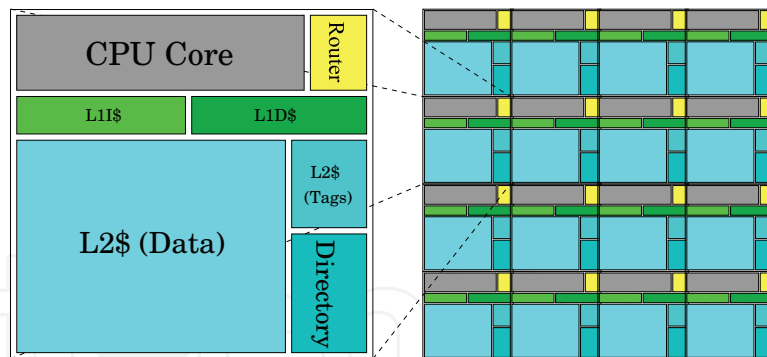 CPU Core
Router
L1I$
L1D$
L2$ (Data)
L2$
(Tags)
Directory